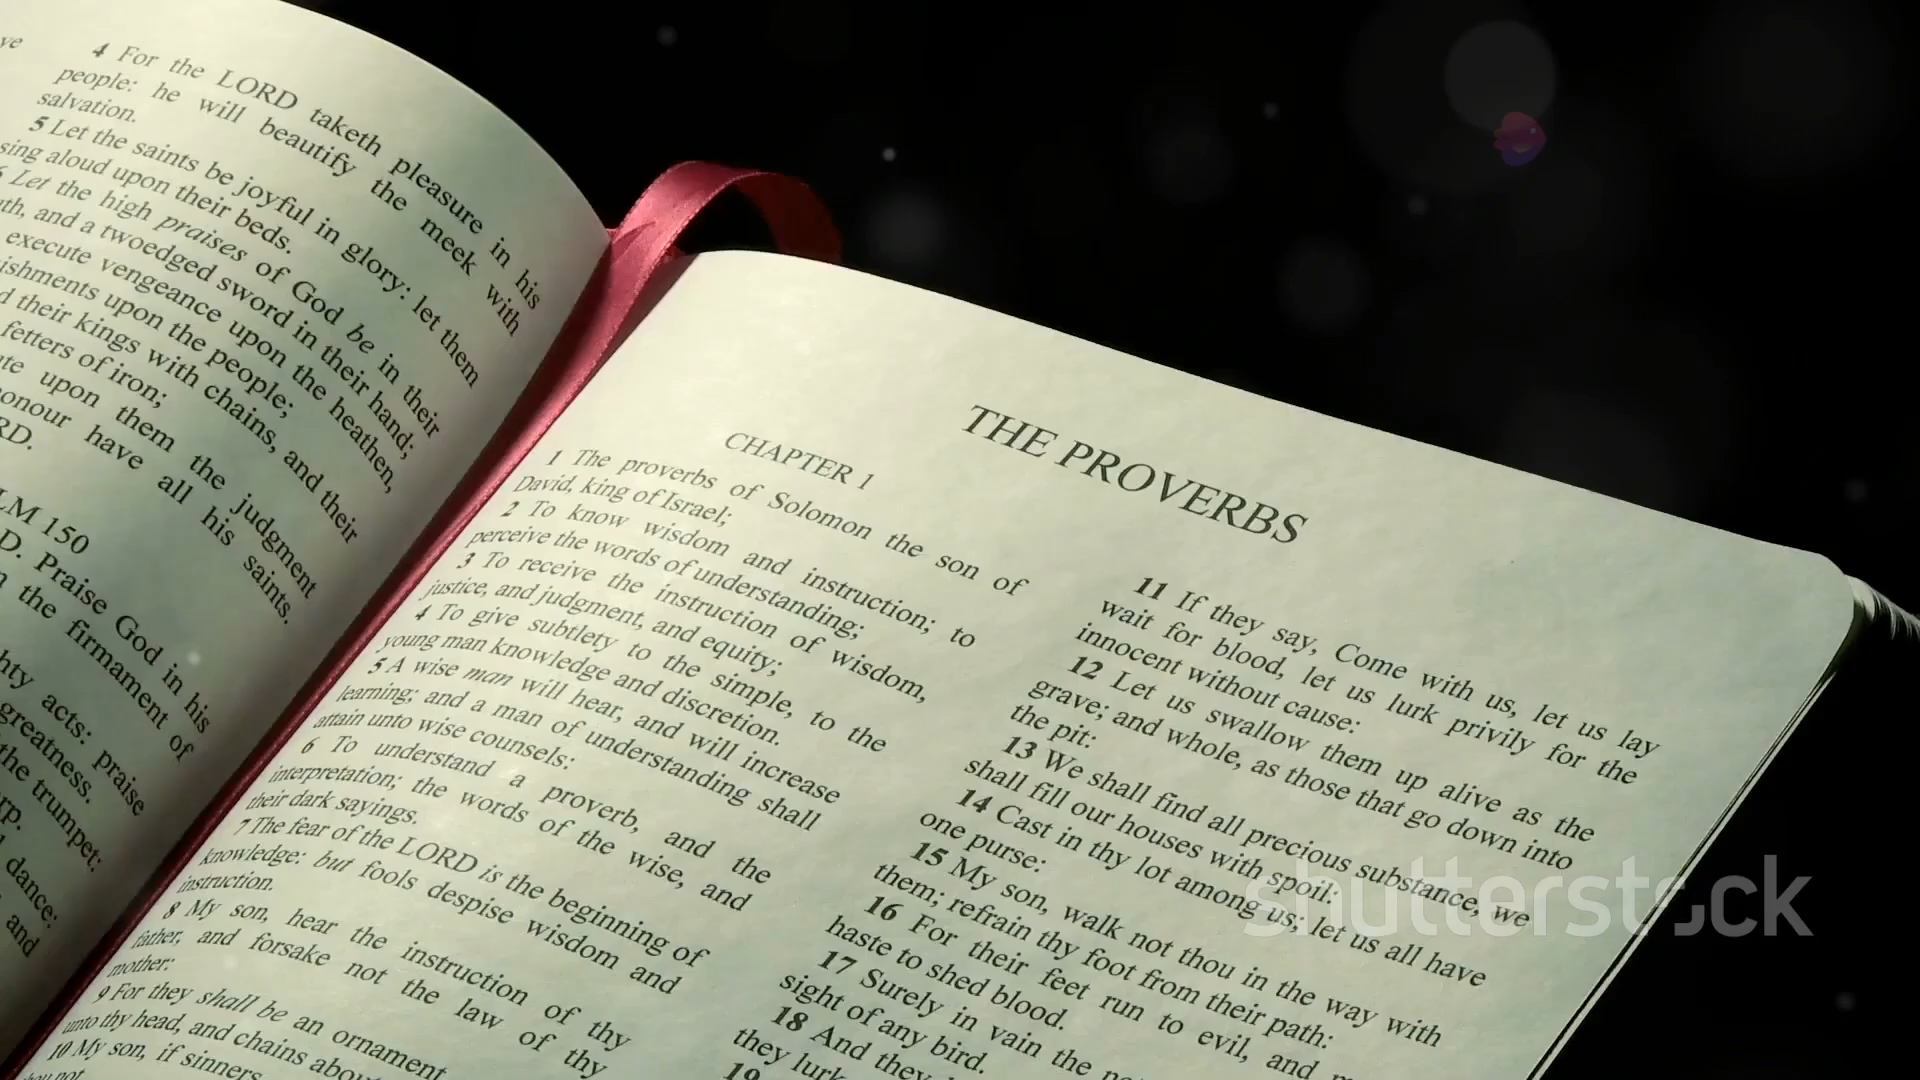 ye
4 For the LORD taketh pleasure in his
people: he will beautify the meek with
salvation.
5 Let the saints be joyful in glory: let them
sing aloud upon their beds.
6 Let the high praises of God be in their
and a twoedged sword in their hand;
execute vengeance upon the heathen,
ishments upon the people;
their kings with chains, and their
fetters of iron;
upon them the judgment
onour have all his saints.
RD.
LM 150
D. Praise God in his
the firmament of
hty acts: praise
greatness.
the trumpet:
rp.
dance:
and
THE PROVERBS
CHAPTER 1
1 The proverbs of Solomon the son of
David, king of Israel;
2 To know wisdom and instruction; to
perceive the words of understanding;
3 To receive the instruction of wisdom,
justice, and judgment, and equity;
4 To give subtlety to the simple, to the
young man knowledge and discretion.
5 A wise man will hear, and will increase
learning; and a man of understanding shall
attain unto wise counsels:
6 To understand a proverb, and the
interpretation; the words of the wise, and
their dark sayings.
7 The fear of the LORD is the beginning of
knowledge: but fools despise wisdom and
instruction.
8 My son, hear the instruction of thy
father, and forsake not the law of thy
mother:
9 For they shall be an ornament
unto thy head, and chains about
10 My son, if sinners
thou not.
11 If they say, Come with us, let us lay
wait for blood, let us lurk privily for the
innocent without cause:
12 Let us swallow them up alive as the
grave; and whole, as those that go down into
the pit:
13 We shall find all precious substance, we
shall fill our houses with spoil:
14 Cast in thy lot among us; let us all have
one purse:
15 My son, walk not thou in the way with
them; refrain thy foot from their path:
16 For their feet run to evil, and m
haste to shed blood.
17 Surely in vain the ne
sight of any bird.
18 And they
they lurk
19
shutterstock